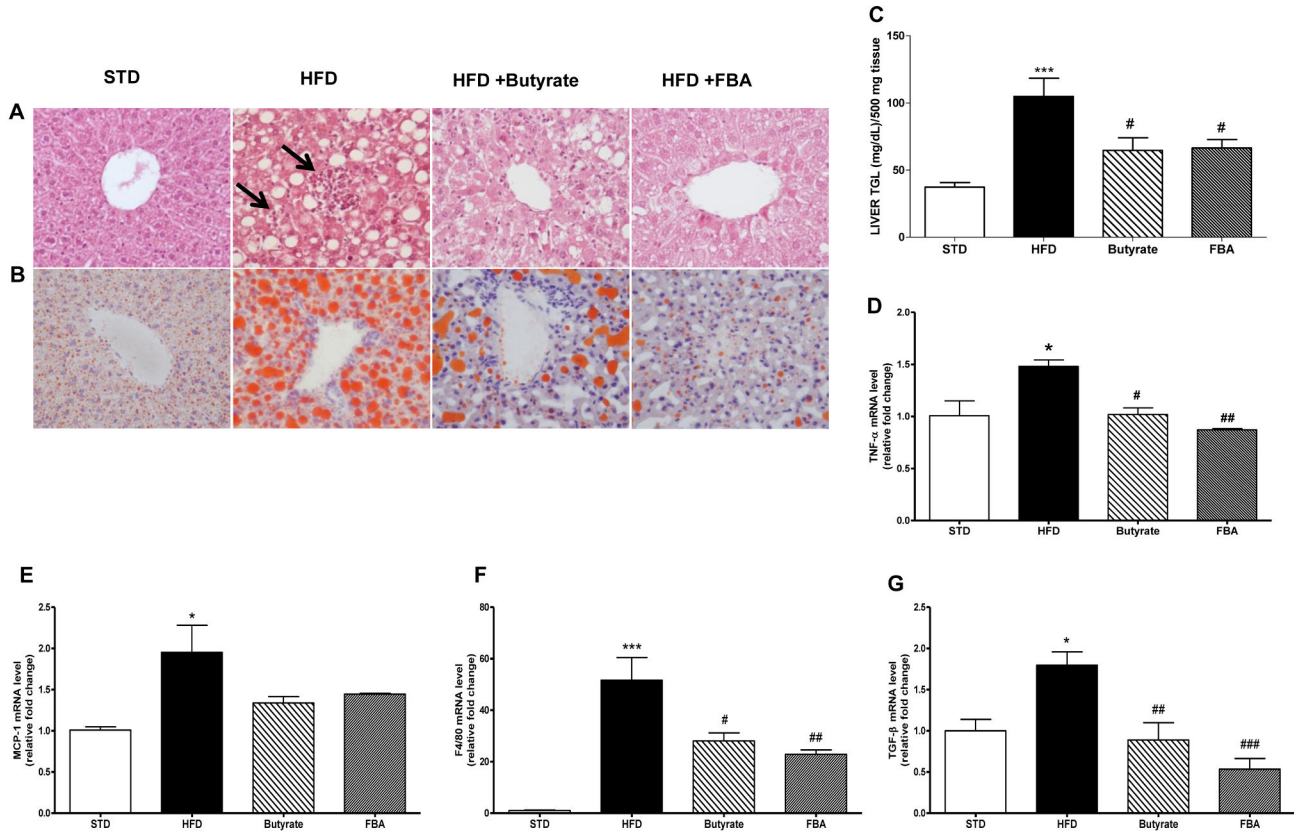 STD
HFD
HFD +Butyrate
HFD +FBA
A
B
C
LIVER TGL (mg/dL)/500 mg tissue
150
100
50
0
***
#
#
STD
HFD
Butyrate
FBA
D
TNF-α mRNA level
(relative fold change)
2.0
1.5
1.0
0.5
0.0
*
#
##
STD
HFD
Butyrate
FBA
E
MCP-1 mRNA level
(relative fold change)
2.5
2.0
1.5
1.0
0.5
0.0
*
STD
HFD
Butyrate
FBA
F
F4/80 mRNA level
(relative fold change)
80
60
40
20
0
***
#
##
STD
HFD
Butyrate
FBA
G
TGF-β mRNA level
(relative fold change)
2.5
2.0
1.5
1.0
0.5
0.0
*
##
###
STD
HFD
Butyrate
FBA